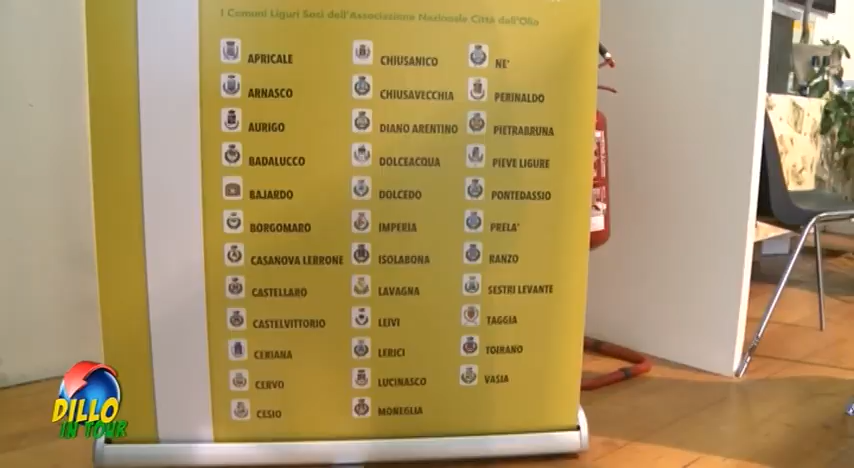 I Comuni Liguri Soci dell'Associazione Nazionale Città dell'Olio
APRICALE
ARNASCO
AURIGO
BADALUCCO
BAJARDO
BORGOMARO
CASANOVA LERRONE
CASTELLARO
CASTELVITTORIO
CERIANA
CERVO
CESIO
CHIUSANICO
CHIUSAVECCHIA
DIANO ARENTINO
DOLCEACQUA
DOLCEDO
IMPERIA
ISOLABONA
LAVAGNA
LEIVI
LERICI
LUCINASCO
MONEGLIA
NE'
PERINALDO
PIETRABRUNA
PIEVE LIGURE
PONTEDASSIO
PRELA'
RANZO
SESTRI LEVANTE
TAGGIA
TOIRANO
VASIA
DILLO
IN TOUR